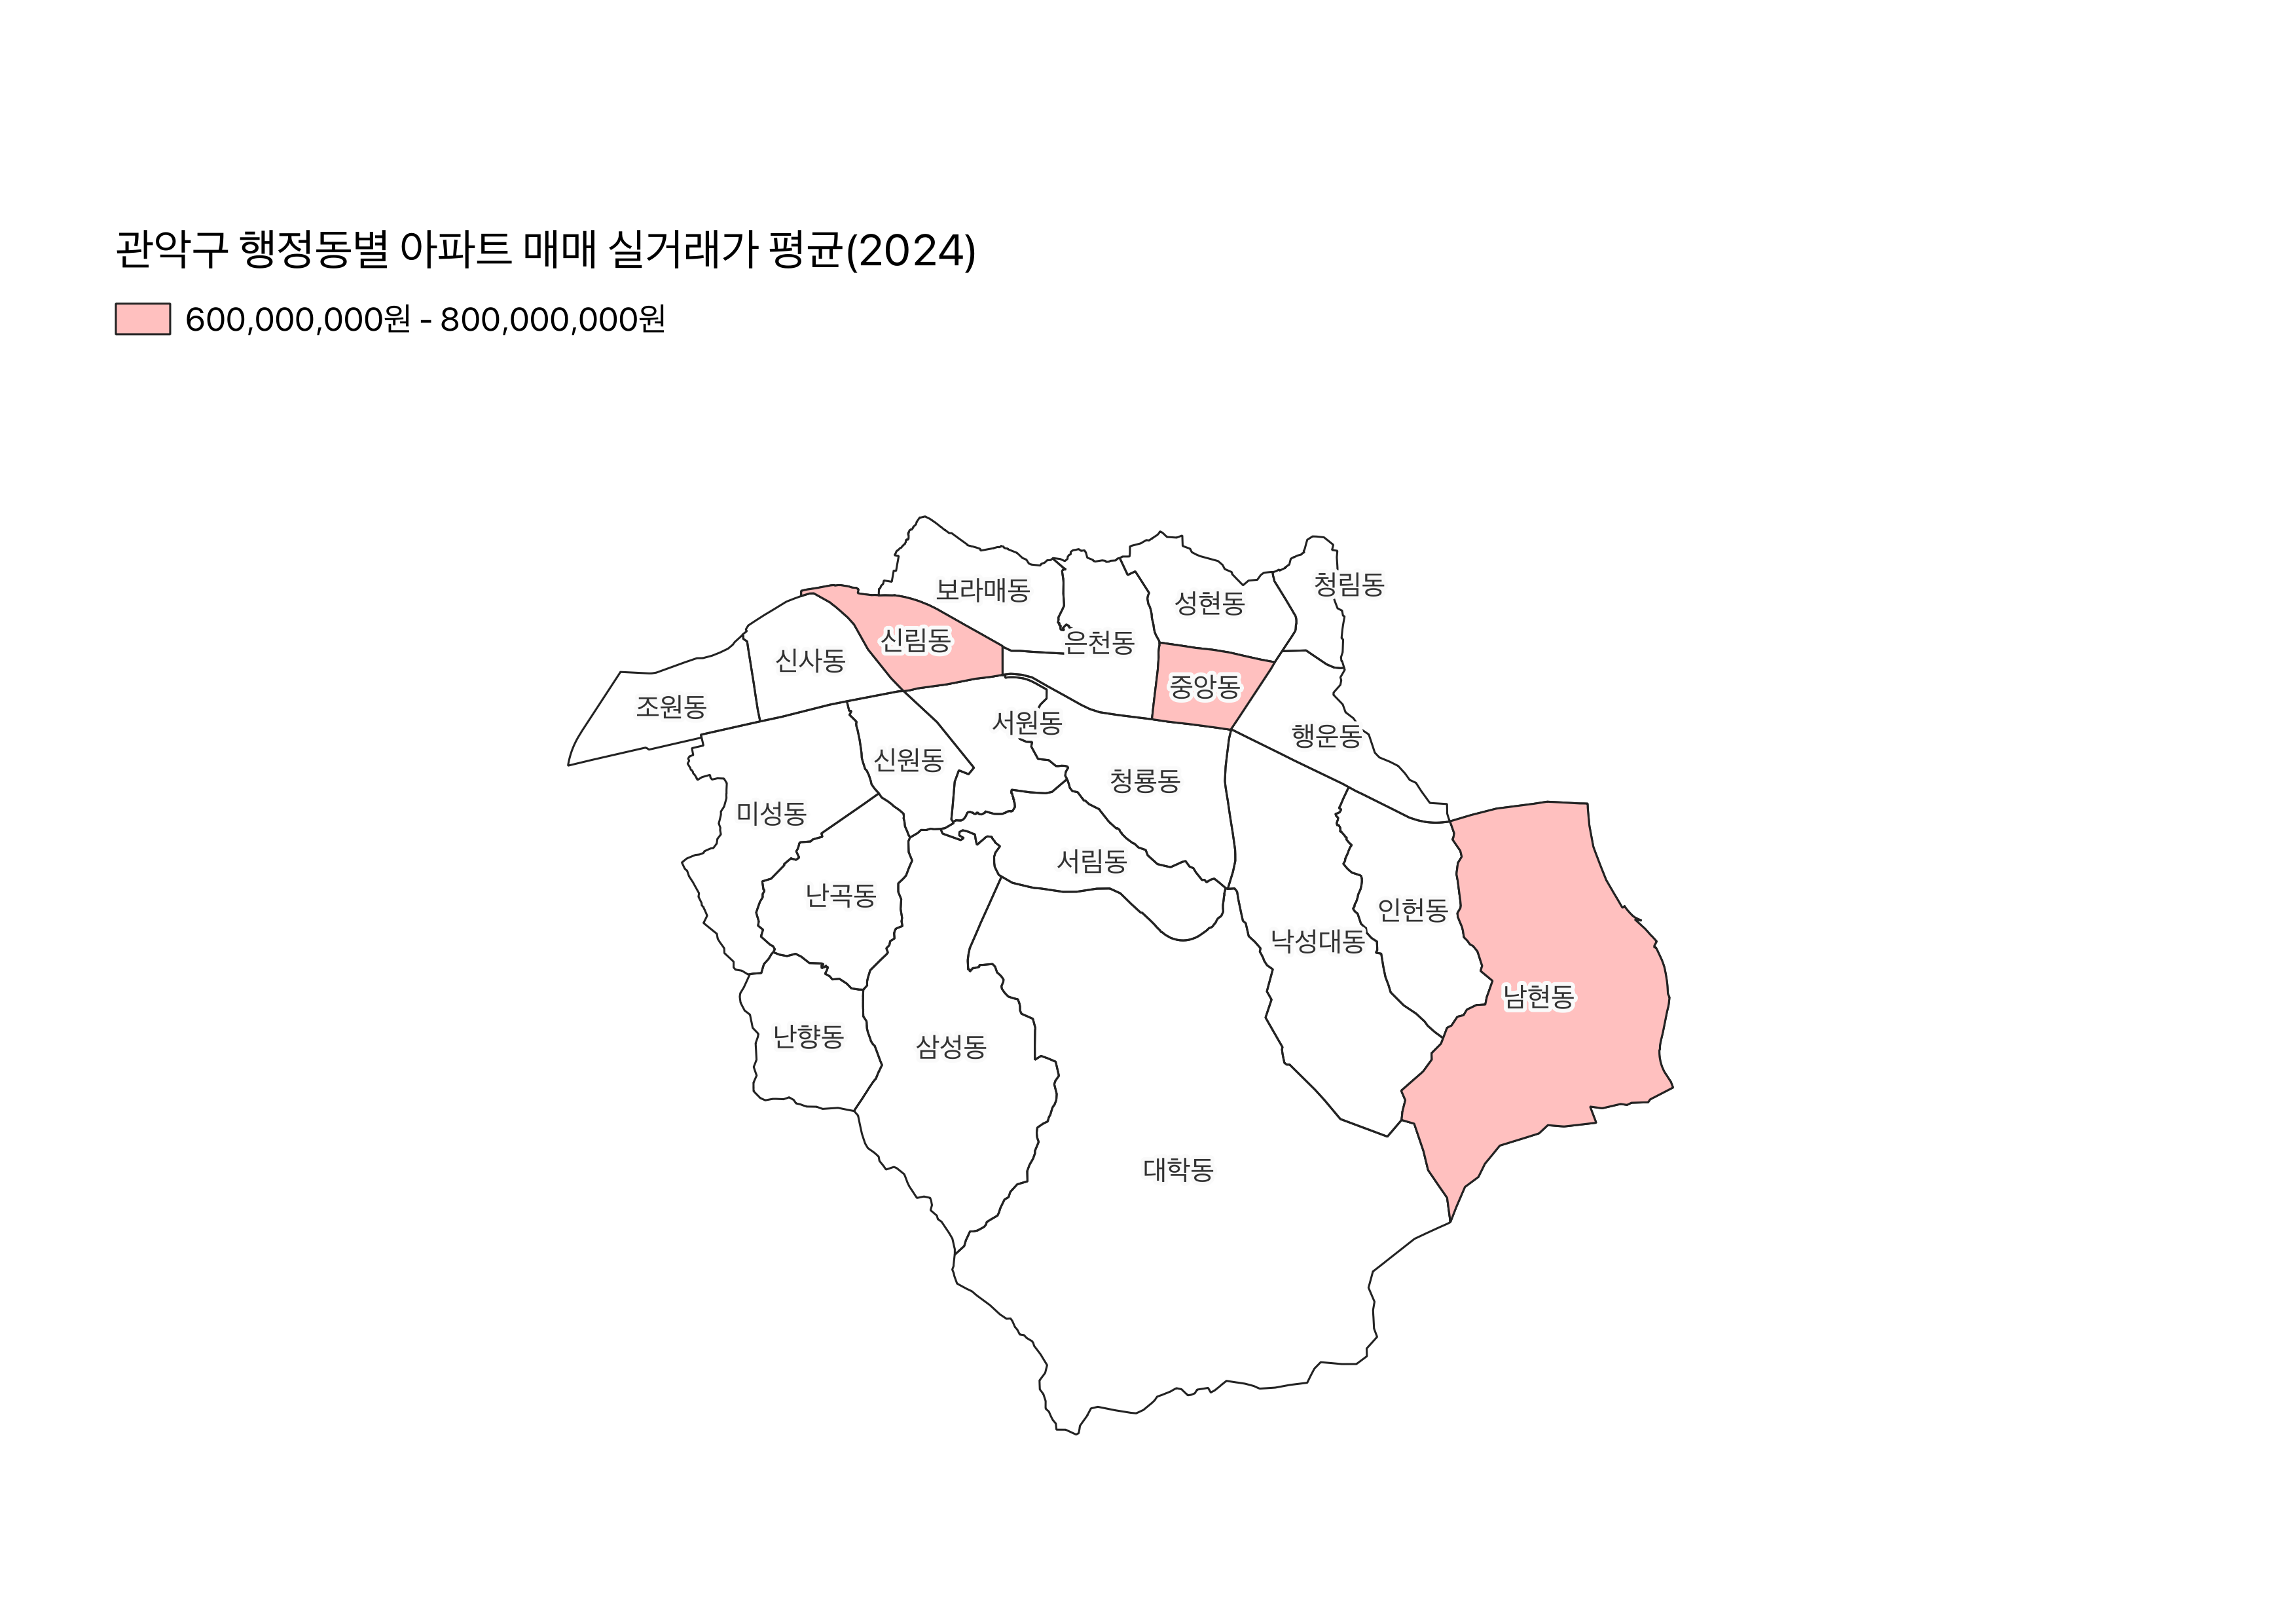 관악구 행정동별 아파트 매매 실거래가 평균(2024)
600,000,000원 - 800,000,000원
보라매동
청림동
성현동
신림동
은천동
신사동
중앙동
조원동
서원동
행운동
신원동
청룡동
미성동
서림동
난곡동
인헌동
낙성대동
남현동
난향동
삼성동
대학동